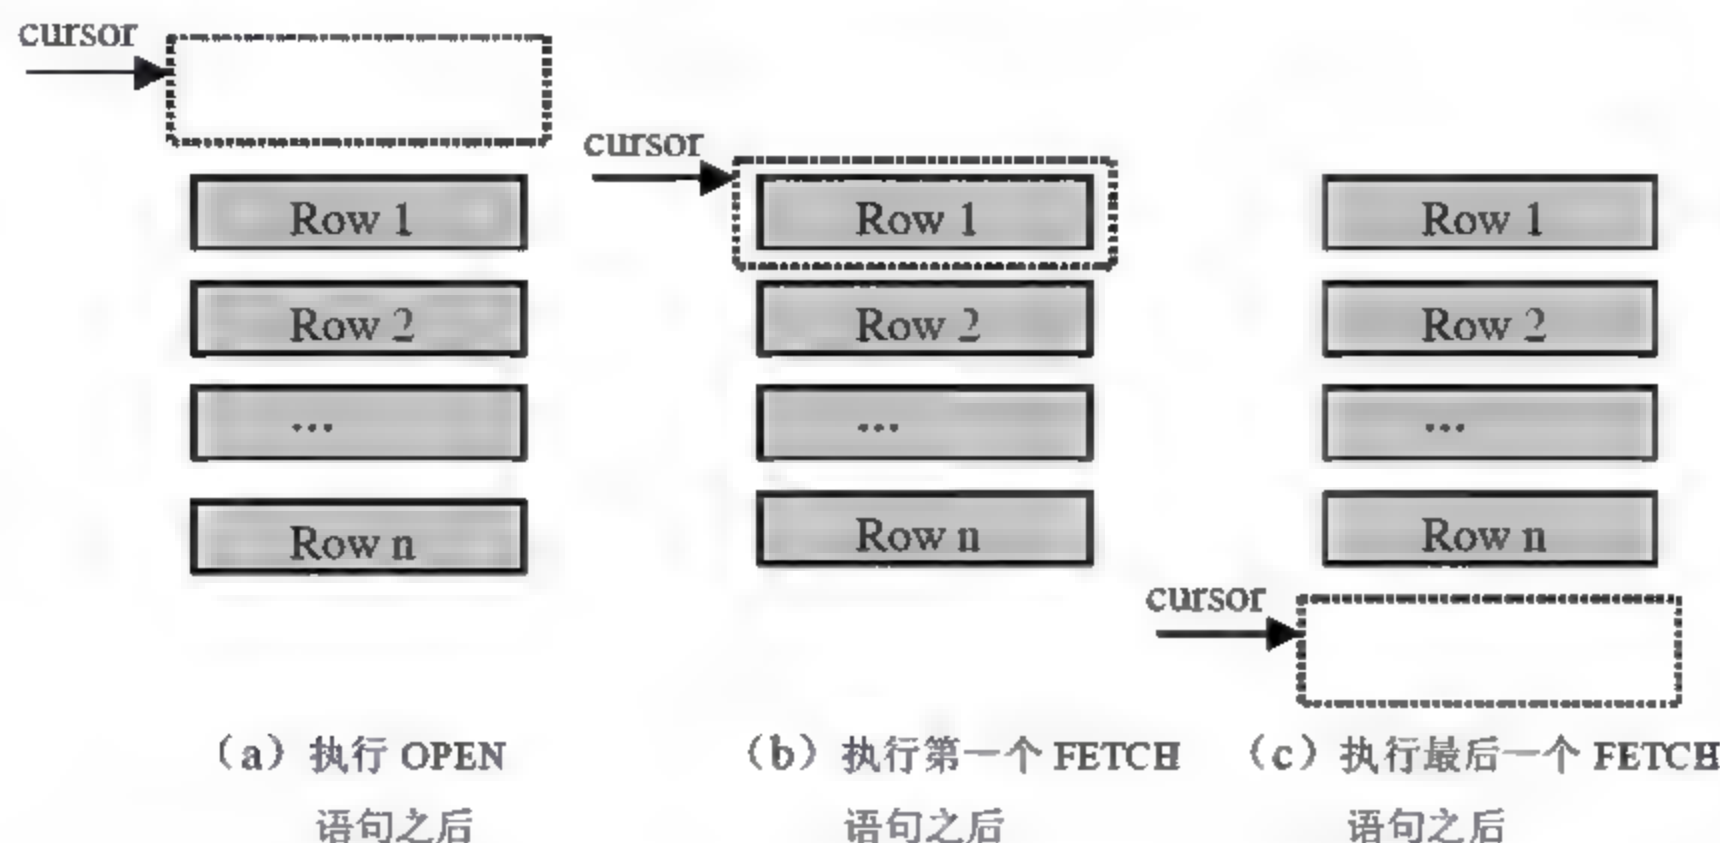 cursor
Row 1
Row 2
...
Row n
(a) 执行 OPEN
语句之后
cursor
Row 1
Row 2
...
Row n
(b) 执行第一个 FETCH
语句之后
Row 1
Row 2
...
Row n
cursor
(c) 执行最后一个 FETCH
语句之后